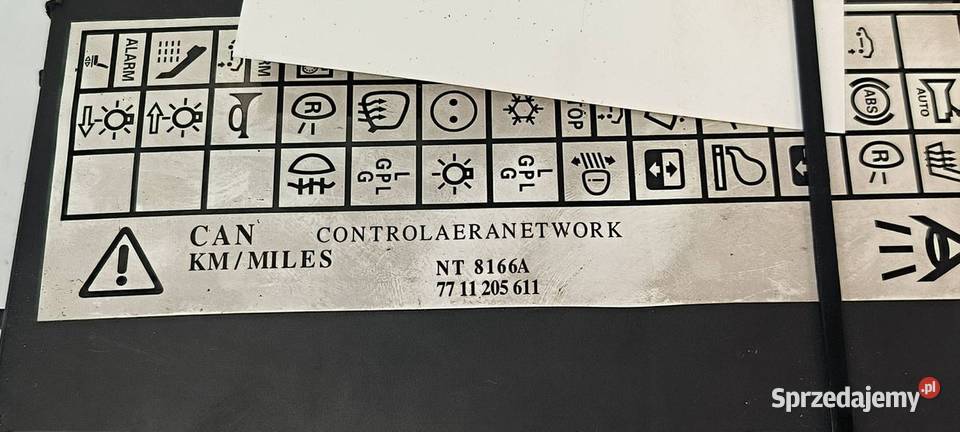 ALARM
ABS
AUTO
R
R
L
GPL
G
L
GPL
G
CAN CONTROLAERANETWORK
KM/MILES
NT 8166A
77 11 205 611
Sprzedajemy.pl